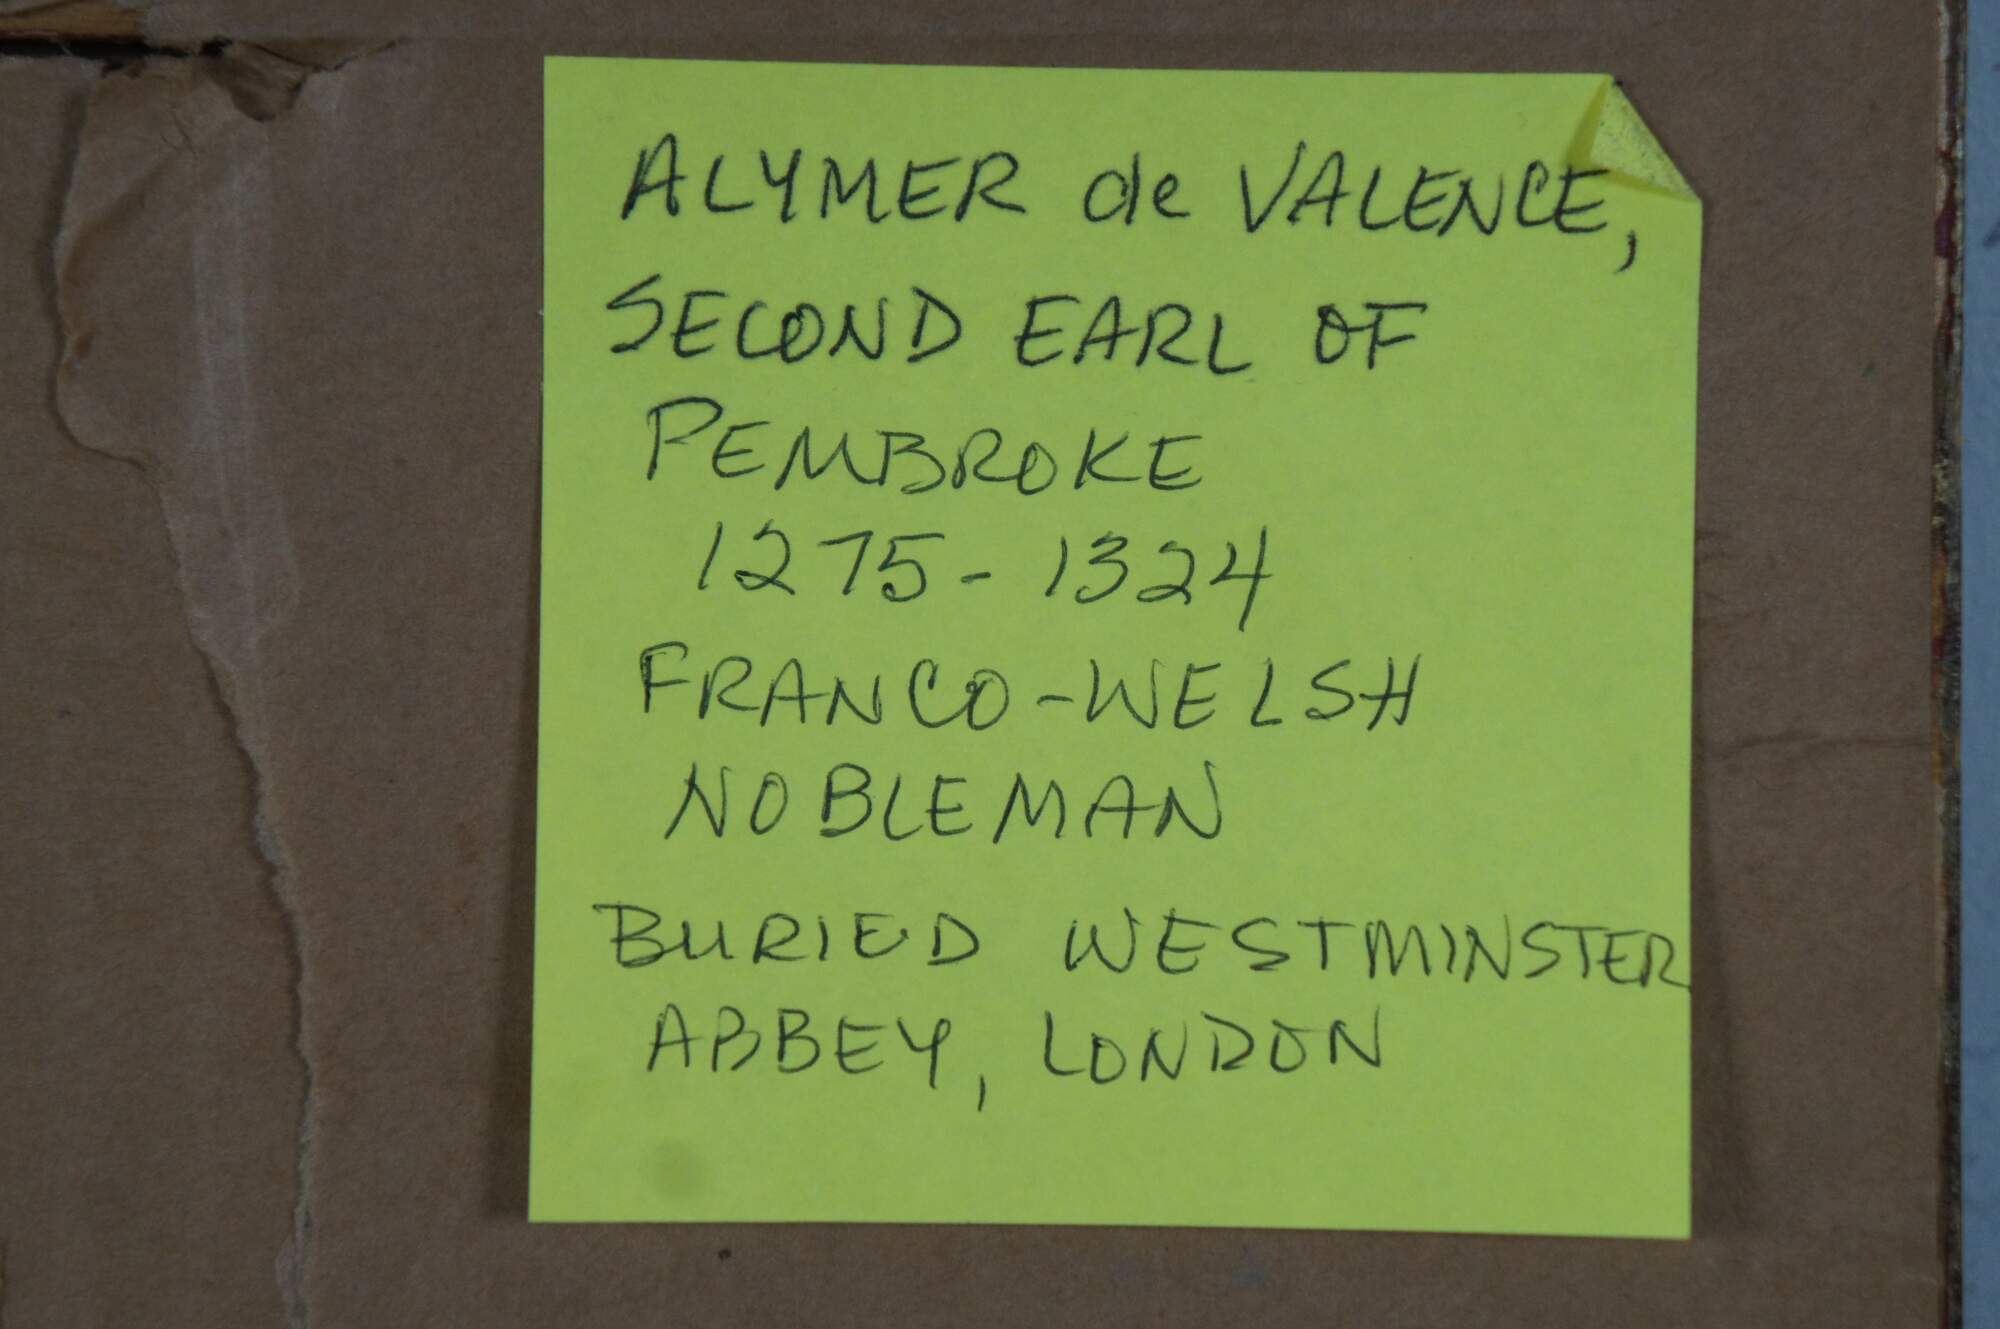 ALYMER de VALENCE,
SECOND EARL OF
PEMBROKE
1275-1324
FRANCO-WELSH
NOBLEMAN
BURIED WESTMINSTER
ABBEY, LONDON